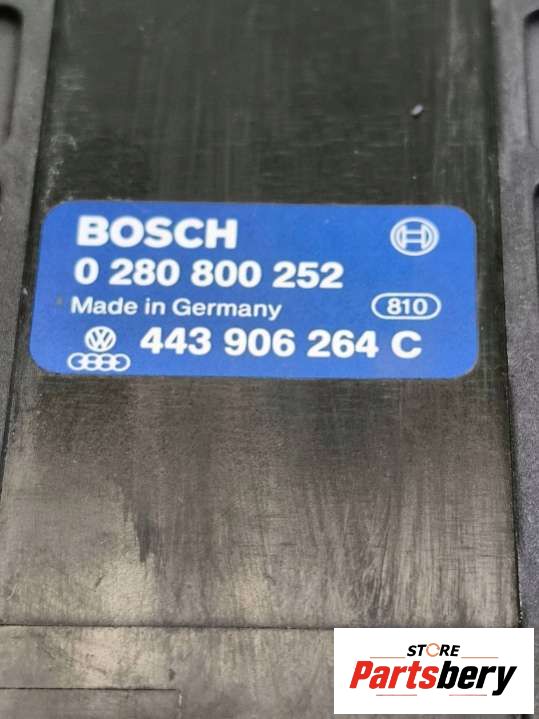 BOSCH
0 280 800 252
Made in Germany 810
443 906 264 C
STORE
Partsbery